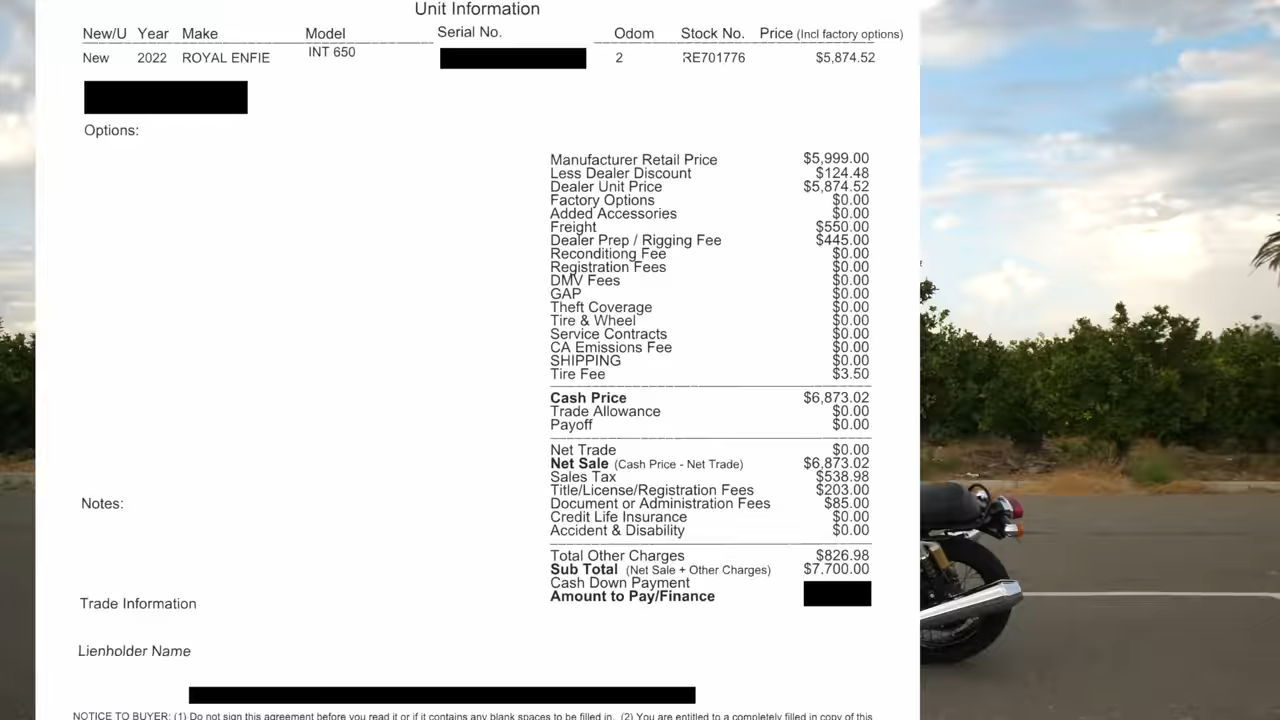 Unit Information
New/U Year Make Model Serial No. Odom Stock No. Price (Incl factory options)
New 2022 ROYAL ENFIE INT 650 2 RE701776 $5,874.52
Options:
Manufacturer Retail Price $5,999.00
Less Dealer Discount $124.48
Dealer Unit Price $5,874.52
Factory Options $0.00
Added Accessories $0.00
Freight $550.00
Dealer Prep / Rigging Fee $445.00
Reconditiong Fee $0.00
Registration Fees $0.00
DMV Fees $0.00
GAP $0.00
Theft Coverage $0.00
Tire & Wheel $0.00
Service Contracts $0.00
CA Emissions Fee $0.00
SHIPPING $0.00
Tire Fee $3.50
Cash Price $6,873.02
Trade Allowance $0.00
Payoff $0.00
Net Trade $0.00
Net Sale (Cash Price - Net Trade) $6,873.02
Sales Tax $538.98
Title/License/Registration Fees $203.00
Notes: Document or Administration Fees $85.00
Credit Life Insurance $0.00
Accident & Disability $0.00
Total Other Charges $826.98
Sub Total (Net Sale + Other Charges) $7,700.00
Cash Down Payment
Amount to Pay/Finance
Trade Information
Lienholder Name
NOTICE TO BUYER: (1) Do not sign this agreement before you read it or if it contains any blank spaces to be filled in. (2) You are entitled to a completely filled in copy of this